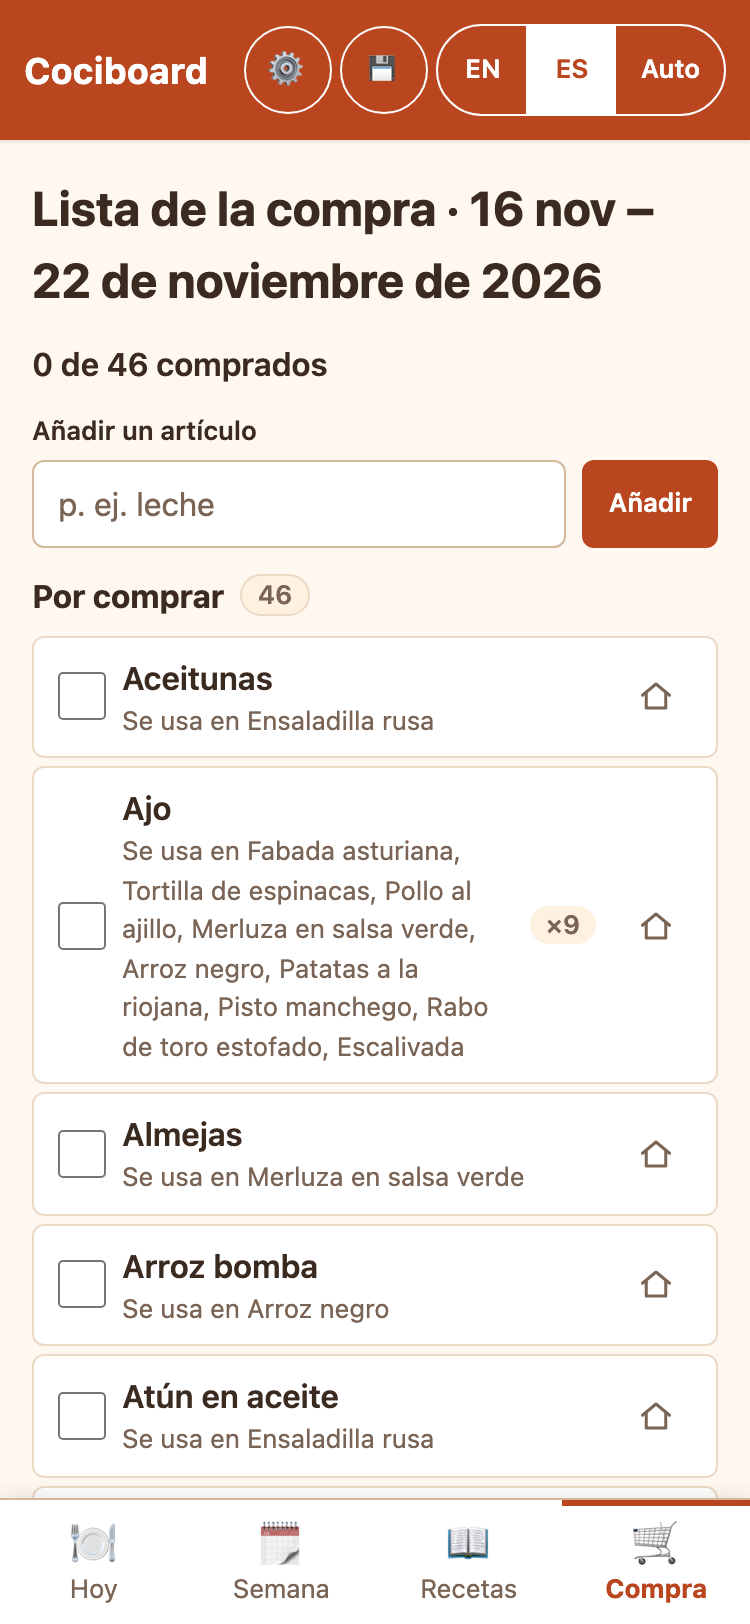 Cociboard
EN
ES
Auto
Lista de la compra · 16 nov –
22 de noviembre de 2026
0 de 46 comprados
Añadir un artículo
p. ej. leche
Añadir
Por comprar
46
Aceitunas
Se usa en Ensaladilla rusa
Ajo
Se usa en Fabada asturiana,
Tortilla de espinacas, Pollo al
ajillo, Merluza en salsa verde,
Arroz negro, Patatas a la
riojana, Pisto manchego, Rabo
de toro estofado, Escalivada
×9
Almejas
Se usa en Merluza en salsa verde
Arroz bomba
Se usa en Arroz negro
Atún en aceite
Se usa en Ensaladilla rusa
Hoy
Semana
Recetas
Compra